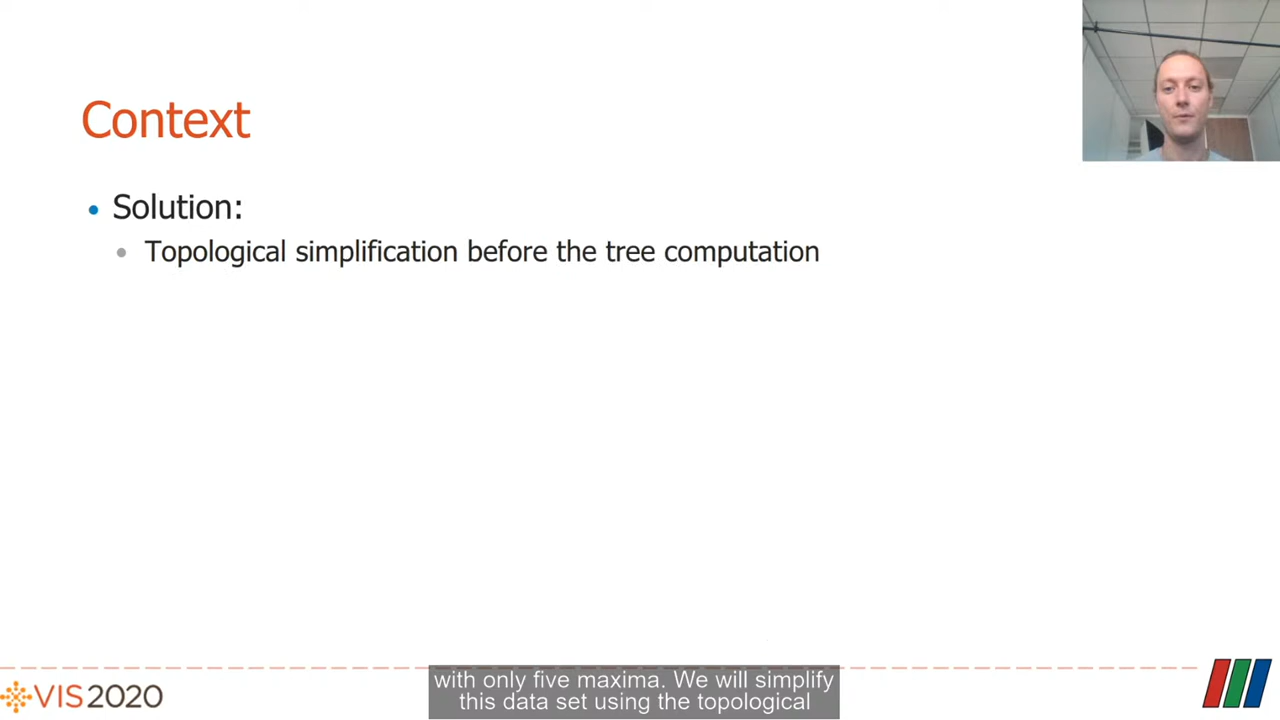 Context
Solution:
Topological simplification before the tree computation
with only five maxima. We will simplify
this data set using the topological
VIS2020